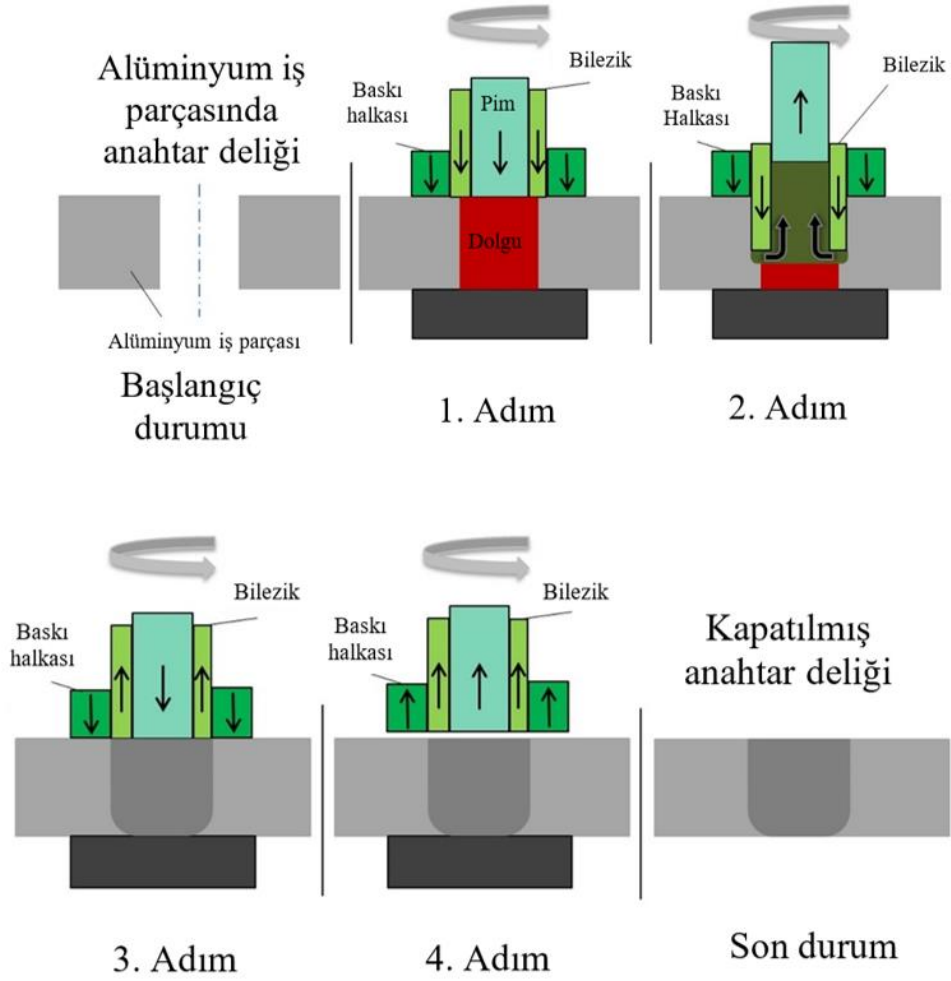 Alüminyum iş
parçasında
anahtar deliği
Alüminyum iş parçası
Başlangıç
durumu
Baskı
halkası
Pim
Bilezik
Dolgu
1. Adım
Baskı
Halkası
Bilezik
2. Adım
Baskı
halkası
Bilezik
3. Adım
Baskı
halkası
Bilezik
4. Adım
Kapatılmış
anahtar deliği
Son durum